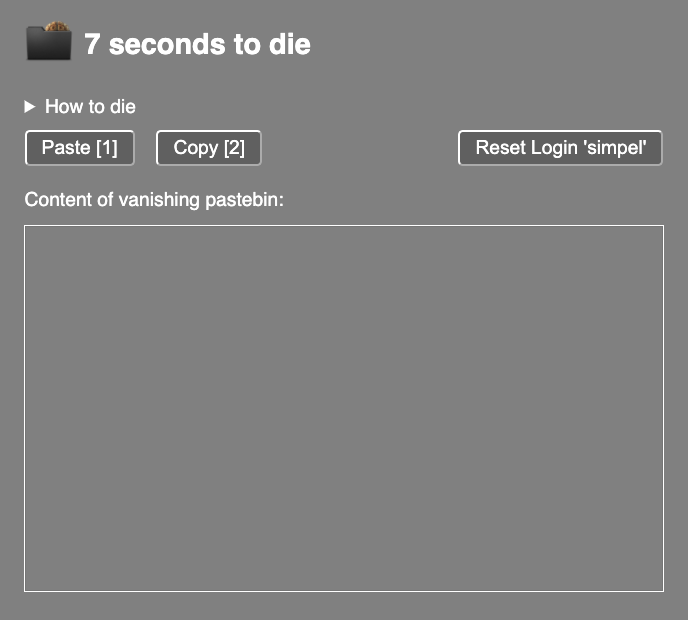 7 seconds to die
How to die
Paste [1] Copy [2] Reset Login 'simpel'
Content of vanishing pastebin: